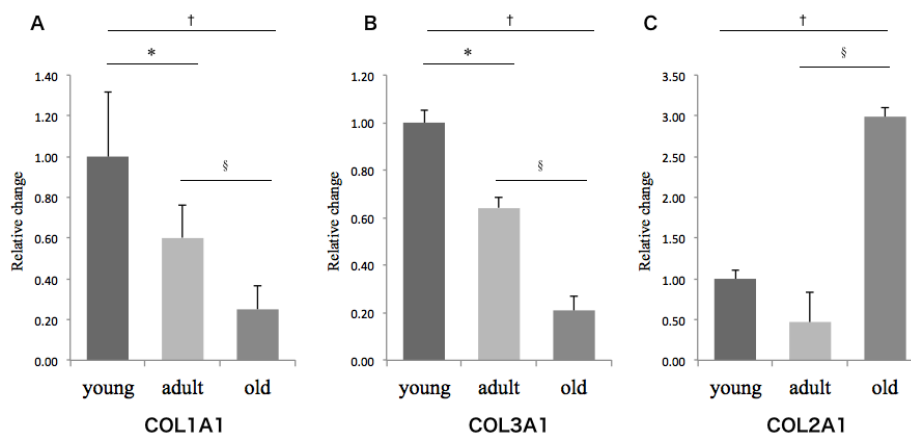 A
†
*
§
Relative change
1.40
1.20
1.00
0.80
0.60
0.40
0.20
0.00
young adult old
COL1A1
B
†
*
§
Relative change
1.20
1.00
0.80
0.60
0.40
0.20
0.00
young adult old
COL3A1
C
†
§
Relative change
3.50
3.00
2.50
2.00
1.50
1.00
0.50
0.00
young adult old
COL2A1